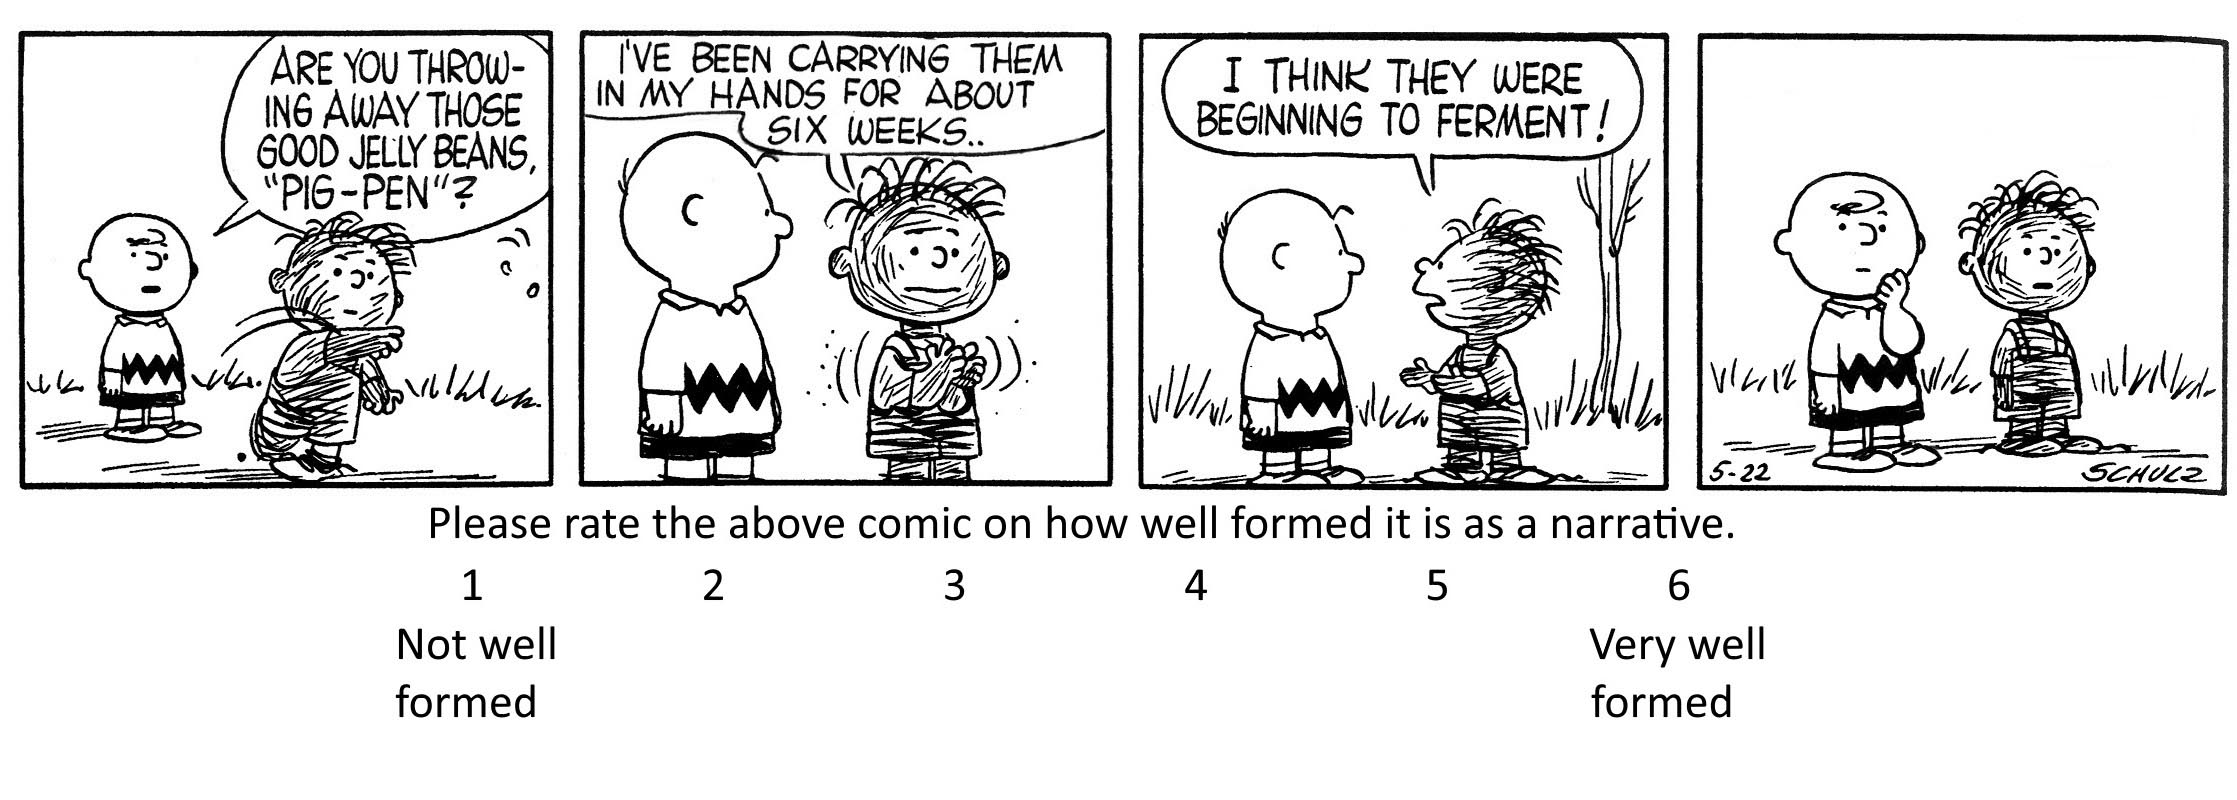 ARE YOU THROW-
ING AWAY THOSE
GOOD JELLY BEANS,
"PIG-PEN"?
I'VE BEEN CARRYING THEM
IN MY HANDS FOR ABOUT
SIX WEEKS..
I THINK THEY WERE
BEGINNING TO FERMENT!
5-22
SCHULZ
Please rate the above comic on how well formed it is as a narrative.
1 2 3 4 5 6
Not well
formed
Very well
formed